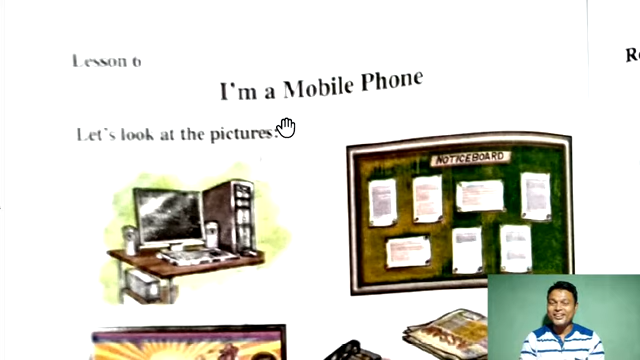 Lesson 6
I'm a Mobile Phone
Let's look at the pictures:
NOTICEBOARD